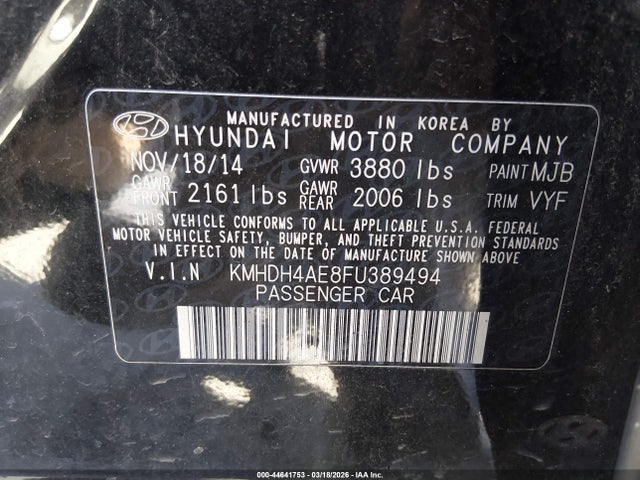 MANUFACTURED IN KOREA BY
HYUNDAI MOTOR COMPANY
NOV/18/14 GVWR 3880 lbs PAINT MJB
GAWR FRONT 2161 lbs GAWR REAR 2006 lbs TRIM VYF
THIS VEHICLE CONFORMS TO ALL APPLICABLE U.S.A. FEDERAL
MOTOR VEHICLE SAFETY, BUMPER, AND THEFT PREVENTION STANDARDS
IN EFFECT ON THE DATE OF MANUFACTURE SHOWN ABOVE.
V.I.N KMHDH4AE8FU389494
PASSENGER CAR
000-44641753 — 03/18/2026 — IAA Inc.